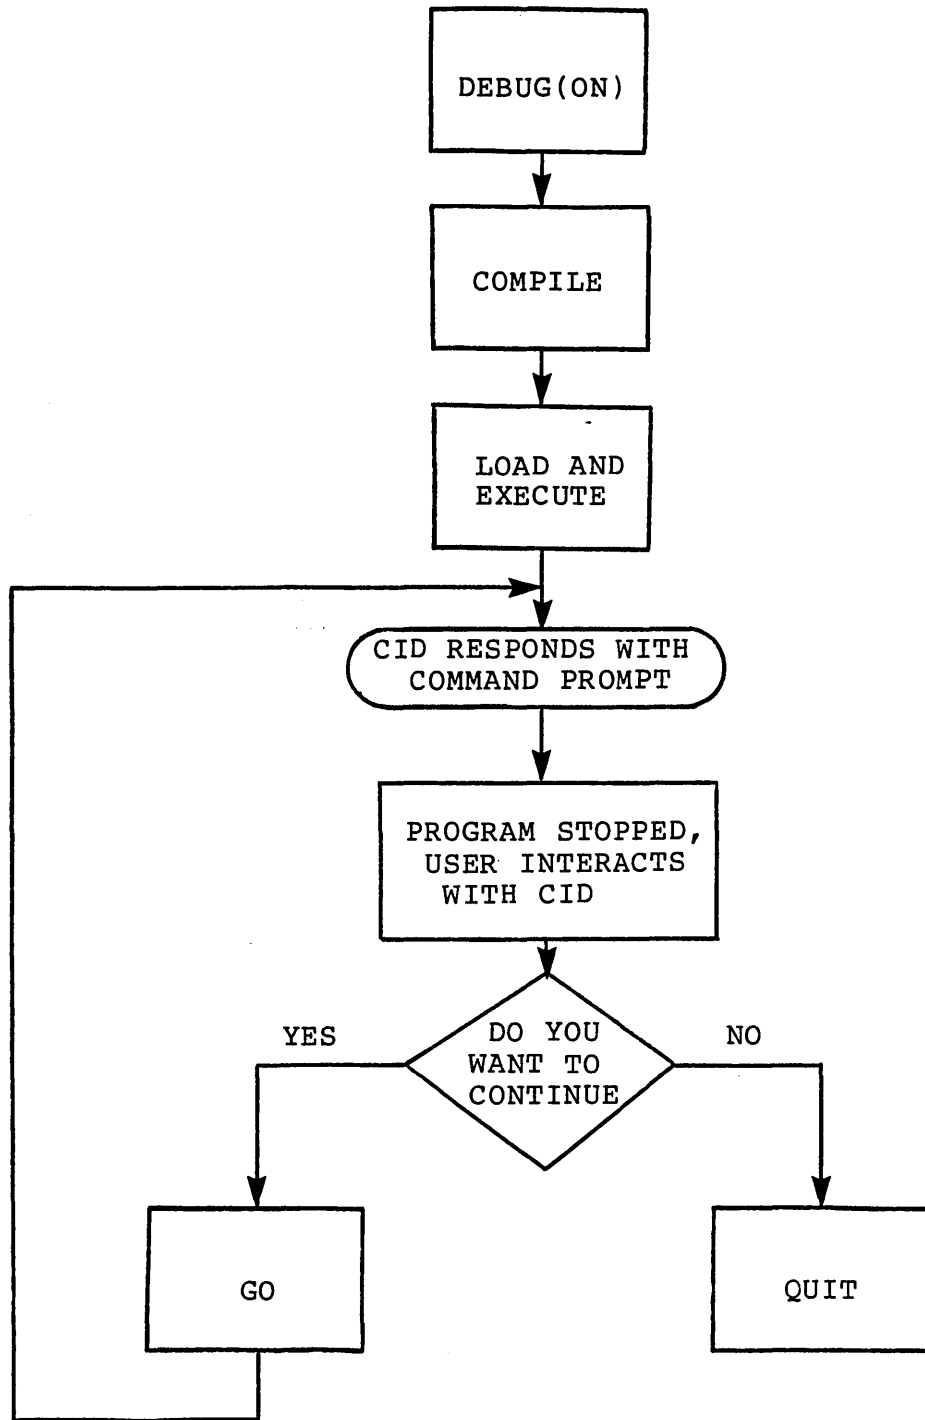 DEBUG(ON)
COMPILE
LOAD AND
EXECUTE
CID RESPONDS WITH
COMMAND PROMPT
PROGRAM STOPPED,
USER INTERACTS
WITH CID
YES
DO YOU
WANT TO
CONTINUE
NO
GO
QUIT